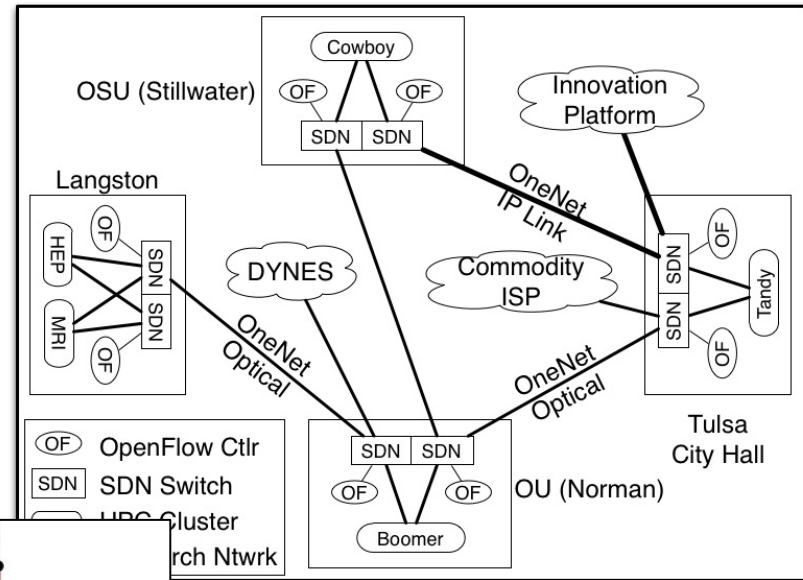 Cowboy
OF
OF
OSU (Stillwater)
SDN
SDN
Innovation
Platform
OneNet
IP Link
Langston
HEP
MRI
OF
SDN
SDN
OF
DYNES
Commodity
ISP
OF
SDN
SDN
Tandy
OF
OneNet
Optical
OneNet
Optical
Tulsa
City Hall
SDN
SDN
OF
OF
OU (Norman)
Boomer
OF OpenFlow Ctlr
SDN SDN Switch
Cluster
Ntwrk